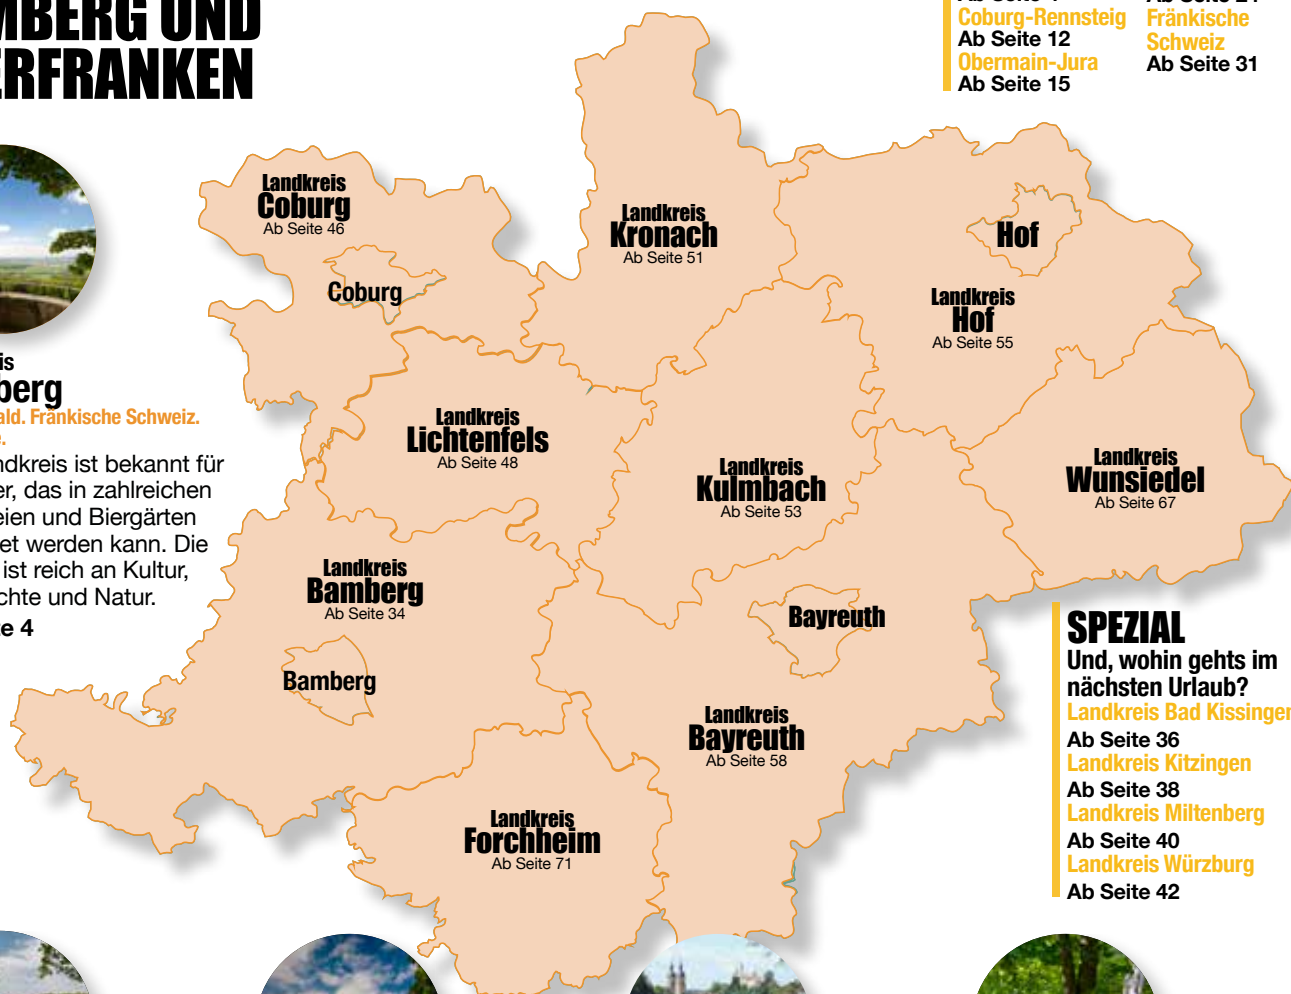 MBERG UND
ERFRANKEN
Coburg-Rennsteig
Ab Seite 12
Obermain-Jura
Ab Seite 15
Fränkische
Schweiz
Ab Seite 31
Landkreis
Coburg
Ab Seite 46
Coburg
Landkreis
Kronach
Ab Seite 51
Hof
Landkreis
Hof
Ab Seite 55
is
berg
ald. Fränkische Schweiz.
ndkreis ist bekannt für
er, das in zahlreichen
eien und Biergärten
et werden kann. Die
ist reich an Kultur,
chte und Natur.
te 4
Landkreis
Lichtenfels
Ab Seite 48
Landkreis
Kulmbach
Ab Seite 53
Landkreis
Wunsiedel
Ab Seite 67
Landkreis
Bamberg
Ab Seite 34
Bamberg
Bayreuth
Landkreis
Bayreuth
Ab Seite 58
Landkreis
Forchheim
Ab Seite 71
SPEZIAL
Und, wohin gehts im
nächsten Urlaub?
Landkreis Bad Kissingen
Ab Seite 36
Landkreis Kitzingen
Ab Seite 38
Landkreis Miltenberg
Ab Seite 40
Landkreis Würzburg
Ab Seite 42